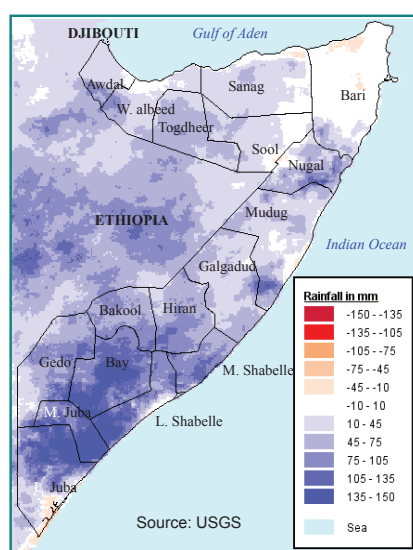 DJIBOUTI
Gulf of Aden
Awdal
Sanag
Bari
W. albeed
Togdheer
Sool
Nugal
ETHIOPIA
Mudug
Indian Ocean
Galgadud
Bakool
Hiran
Gedo
Bay
M. Shabelle
M. Juba
L. Shabelle
Juba
Source: USGS
Rainfall in mm
-150 - -135
-135 - -105
-105 - -75
-75 - -45
-45 - -10
-10 - 10
10 - 45
45 - 75
75 - 105
105 - 135
135 - 150
Sea